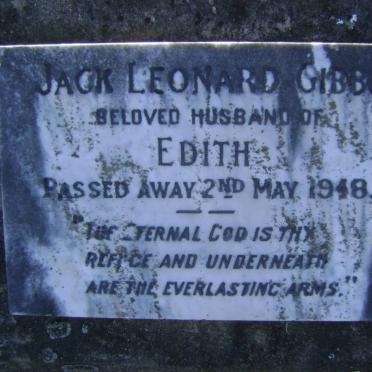 JACK LEONARD GIBB
BELOVED HUSBAND OF
EDITH
PASSED AWAY 2ND MAY 1948.
"THE ETERNAL GOD IS THY
REFUGE AND UNDERNEATH
ARE THE EVERLASTING ARMS."